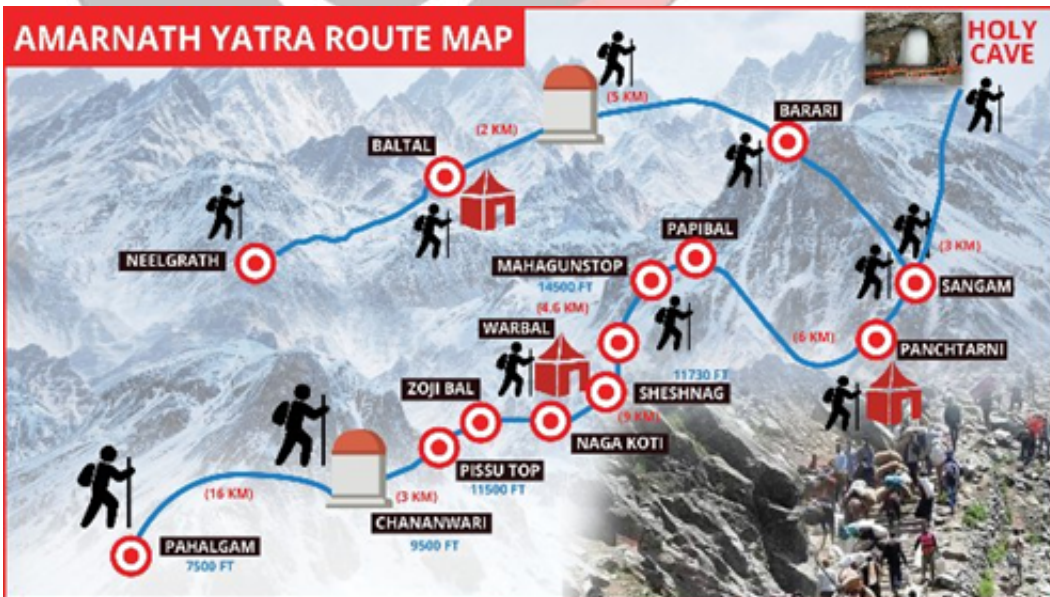 AMARNATH YATRA ROUTE MAP
HOLY
CAVE
(5 KM)
BARARI
(2 KM)
BALTAL
NEELGRATH
PAPIBAL
MAHAGUNSTOP
14500 FT
(3 KM)
SANGAM
(4.6 KM)
WARBAL
(6 KM)
PANCHTARNI
11730 FT
ZOJI BAL
SHESHNAG
(9 KM)
NAGA KOTI
PISSU TOP
11500 FT
(16 KM)
(3 KM)
CHANANWARI
9500 FT
PAHALGAM
7500 FT